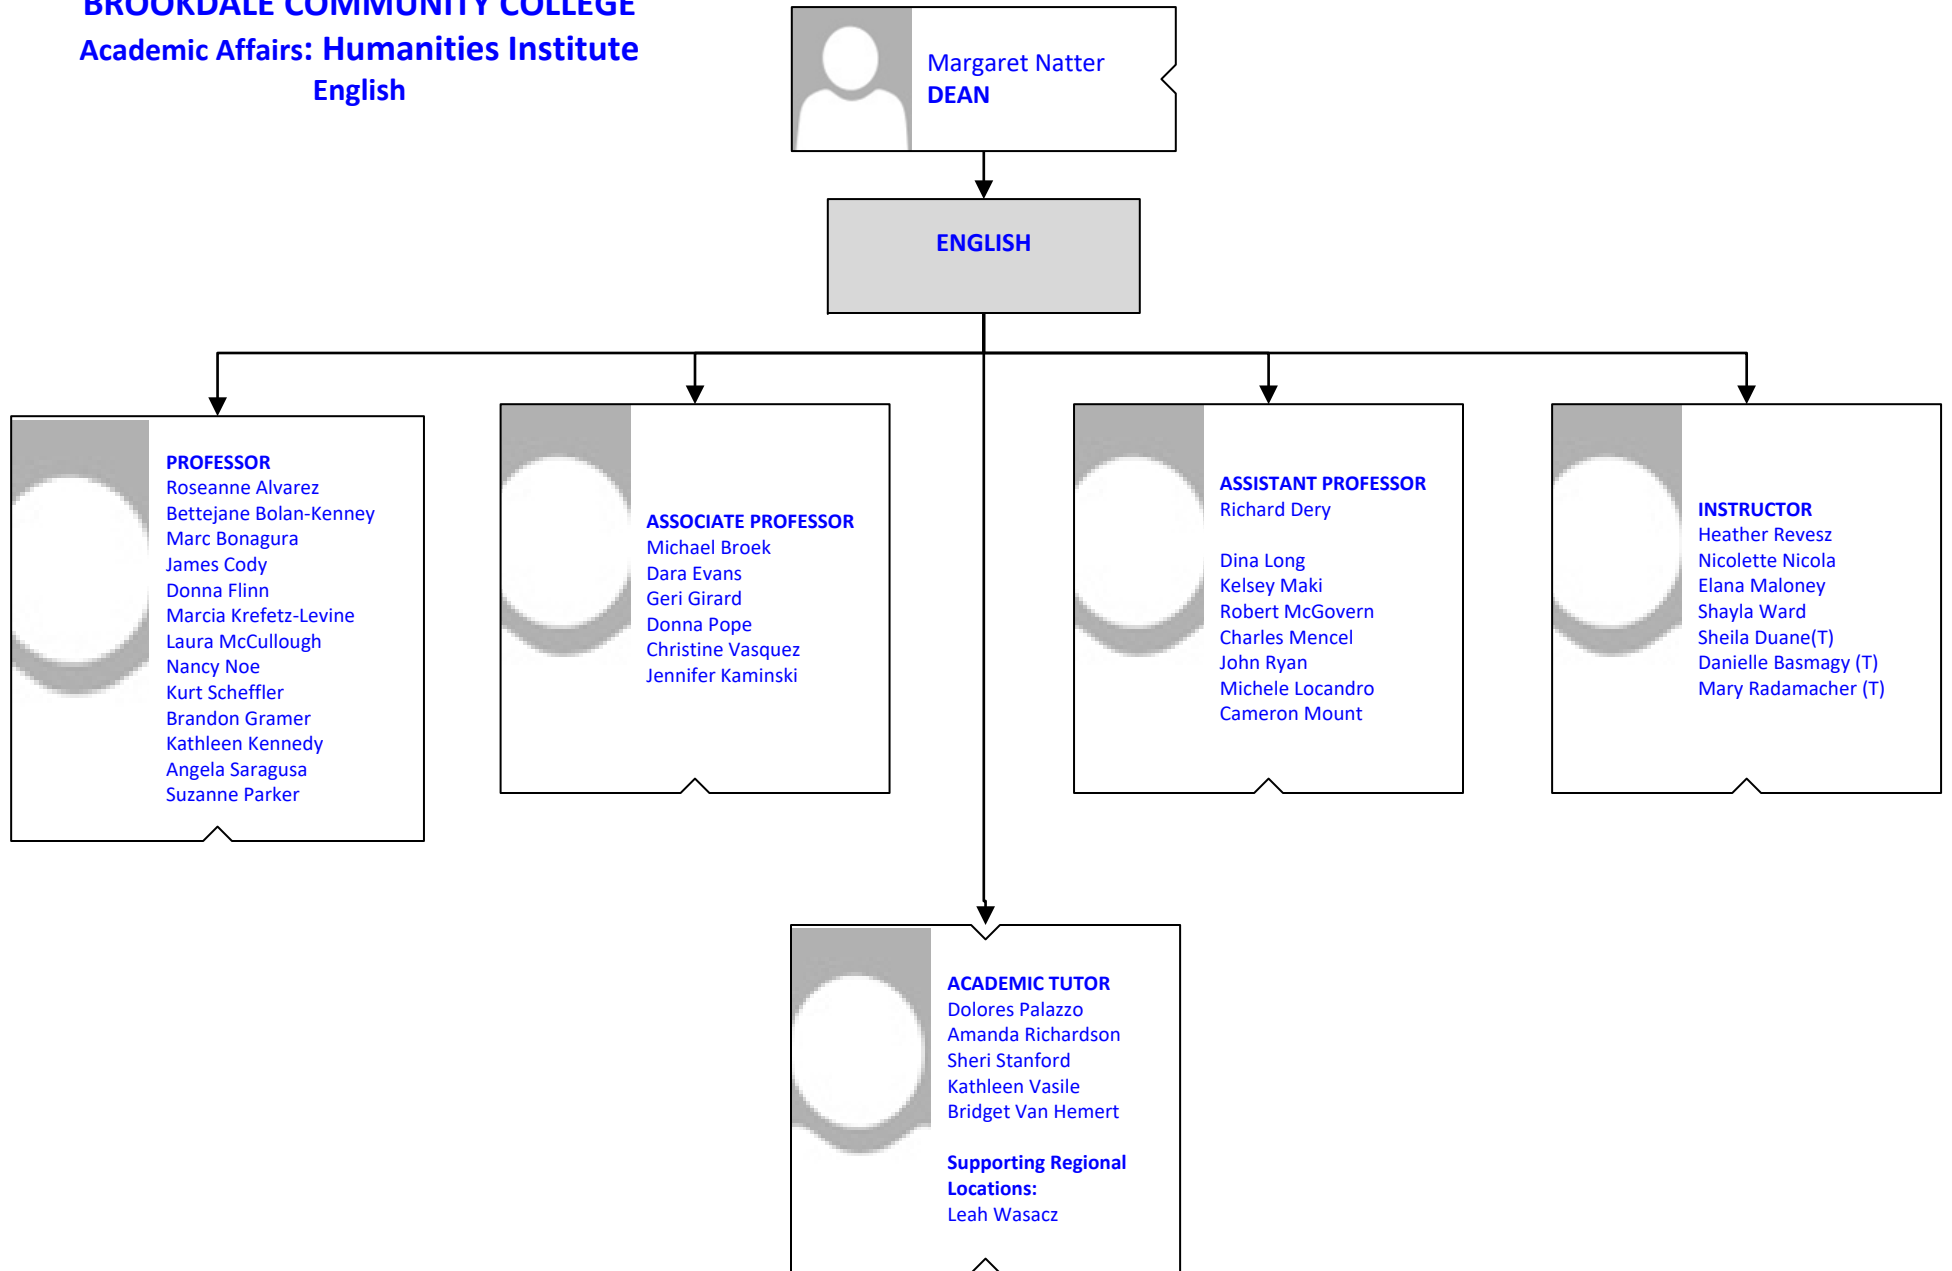 BROOKDALE COMMUNITY COLLEGE
Academic Affairs: Humanities Institute
English
Margaret Natter
DEAN
ENGLISH
PROFESSOR
Roseanne Alvarez
Bettejane Bolan-Kenney
Marc Bonagura
James Cody
Donna Flinn
Marcia Krefetz-Levine
Laura McCullough
Nancy Noe
Kurt Scheffler
Brandon Gramer
Kathleen Kennedy
Angela Saragusa
Suzanne Parker
ASSOCIATE PROFESSOR
Michael Broek
Dara Evans
Geri Girard
Donna Pope
Christine Vasquez
Jennifer Kaminski
ASSISTANT PROFESSOR
Richard Dery
Dina Long
Kelsey Maki
Robert McGovern
Charles Mencel
John Ryan
Michele Locandro
Cameron Mount
INSTRUCTOR
Heather Revesz
Nicolette Nicola
Elana Maloney
Shayla Ward
Sheila Duane(T)
Danielle Basmagy (T)
Mary Radamacher (T)
ACADEMIC TUTOR
Dolores Palazzo
Amanda Richardson
Sheri Stanford
Kathleen Vasile
Bridget Van Hemert
Supporting Regional
Locations:
Leah Wasacz